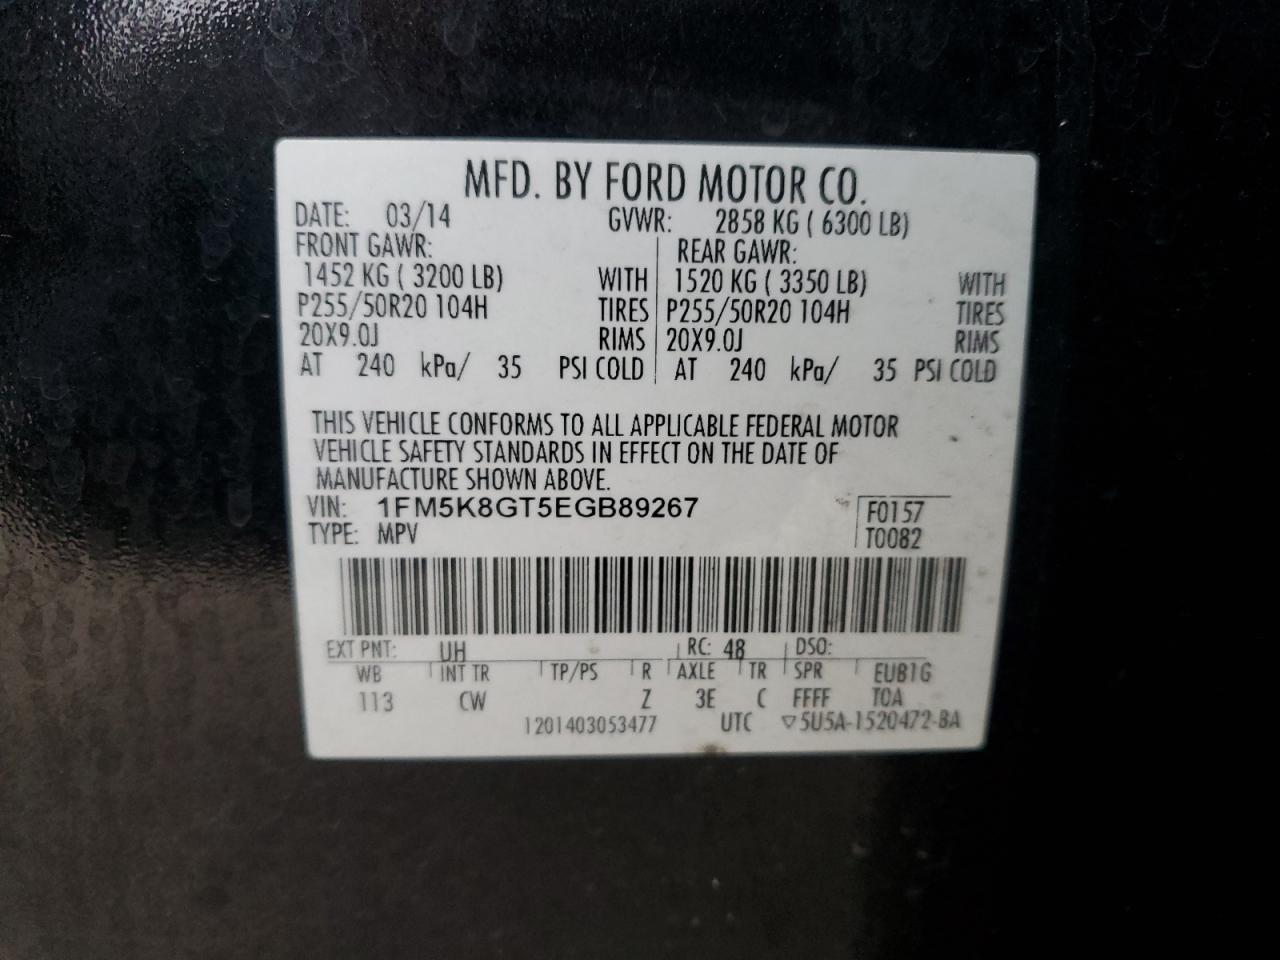 MFD. BY FORD MOTOR CO.
DATE: 03/14 GVWR: 2858 KG ( 6300 LB)
FRONT GAWR: REAR GAWR:
1452 KG ( 3200 LB) WITH 1520 KG ( 3350 LB) WITH
P255/50R20 104H TIRES P255/50R20 104H TIRES
20X9.0J RIMS 20X9.0J RIMS
AT 240 kPa/ 35 PSI COLD AT 240 kPa/ 35 PSI COLD
THIS VEHICLE CONFORMS TO ALL APPLICABLE FEDERAL MOTOR
VEHICLE SAFETY STANDARDS IN EFFECT ON THE DATE OF
MANUFACTURE SHOWN ABOVE.
VIN: 1FM5K8GT5EGB89267 F0157
TYPE: MPV T0082
EXT PNT: UH RC: 48 DSO:
WB INT TR TP/PS R AXLE TR SPR EUB1G
113 CW Z 3E C FFFF TOA
1201403053477 UTC ▽5U5A-1520472-BA